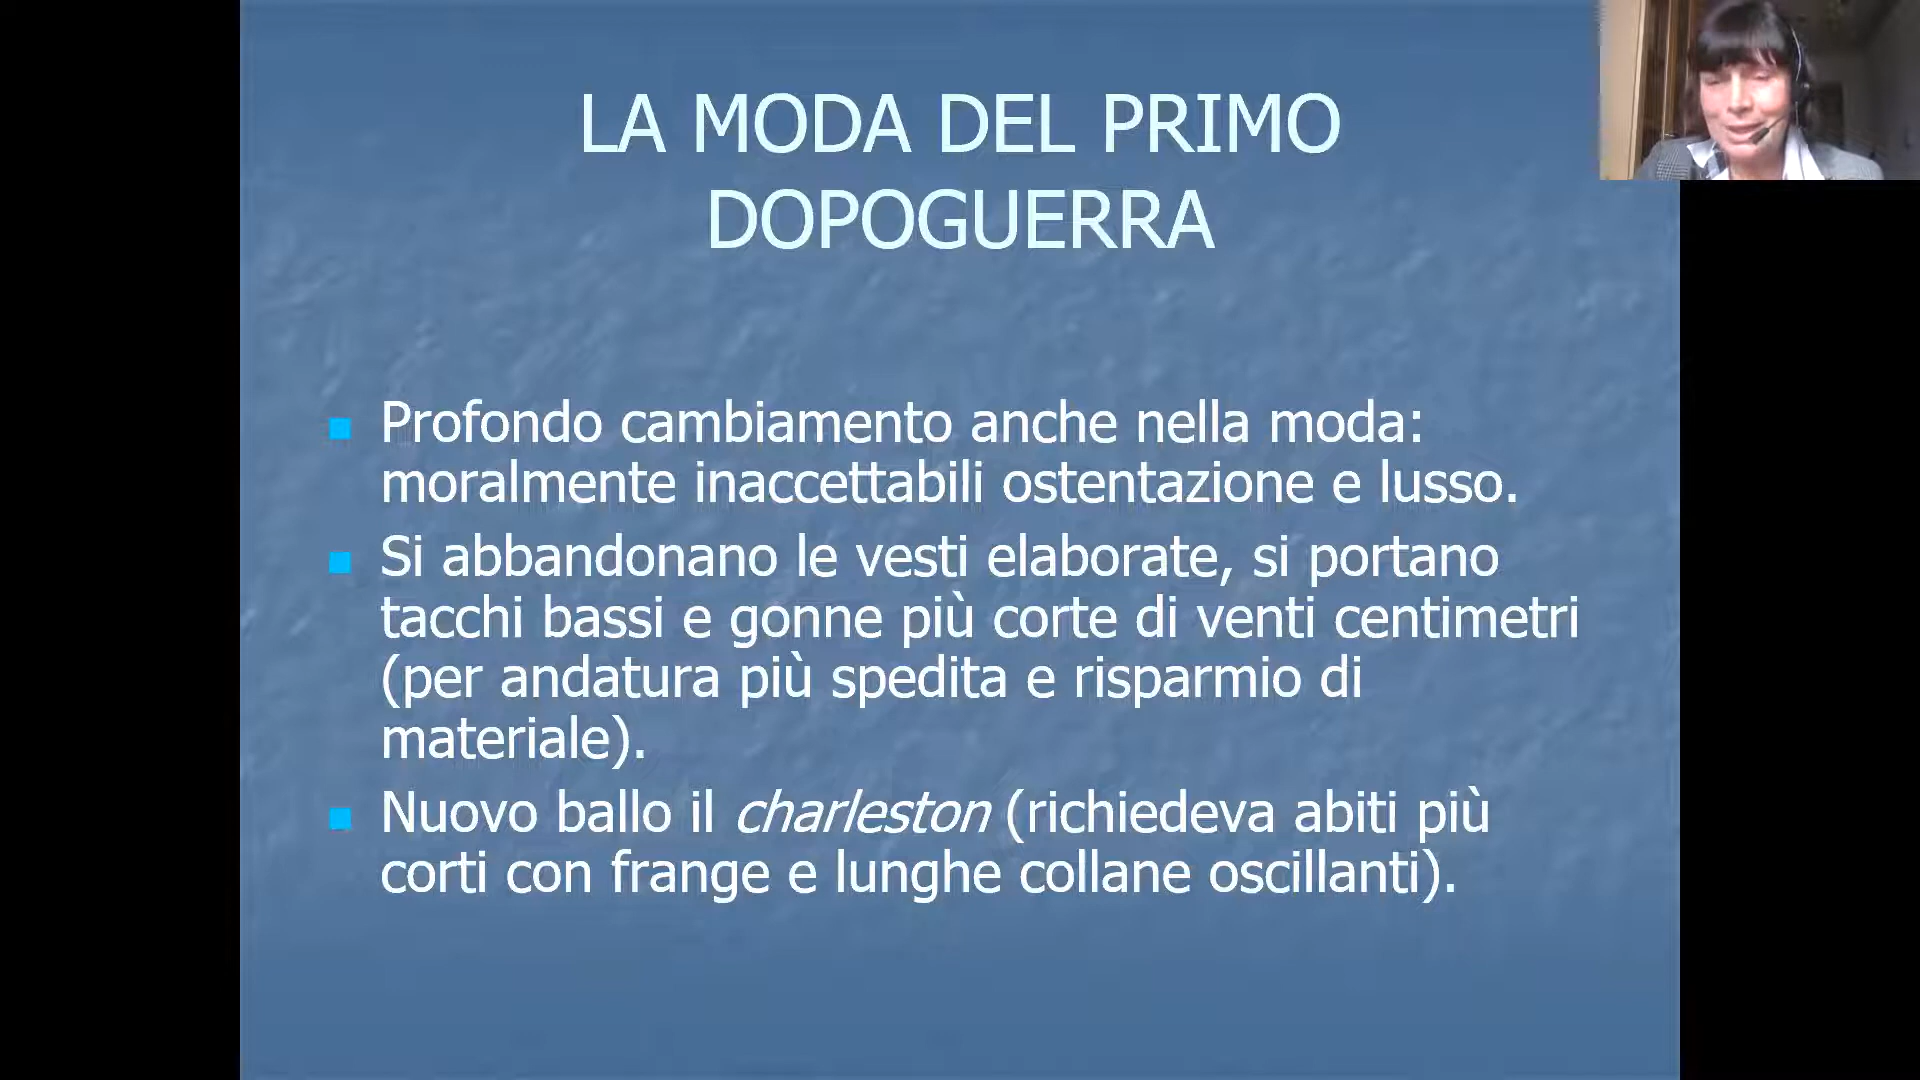 LA MODA DEL PRIMO
DOPOGUERRA
Profondo cambiamento anche nella moda:
moralmente inaccettabili ostentazione e lusso.
Si abbandonano le vesti elaborate, si portano
tacchi bassi e gonne più corte di venti centimetri
(per andatura più spedita e risparmio di
materiale).
Nuovo ballo il charleston (richiedeva abiti più
corti con frange e lunghe collane oscillanti).